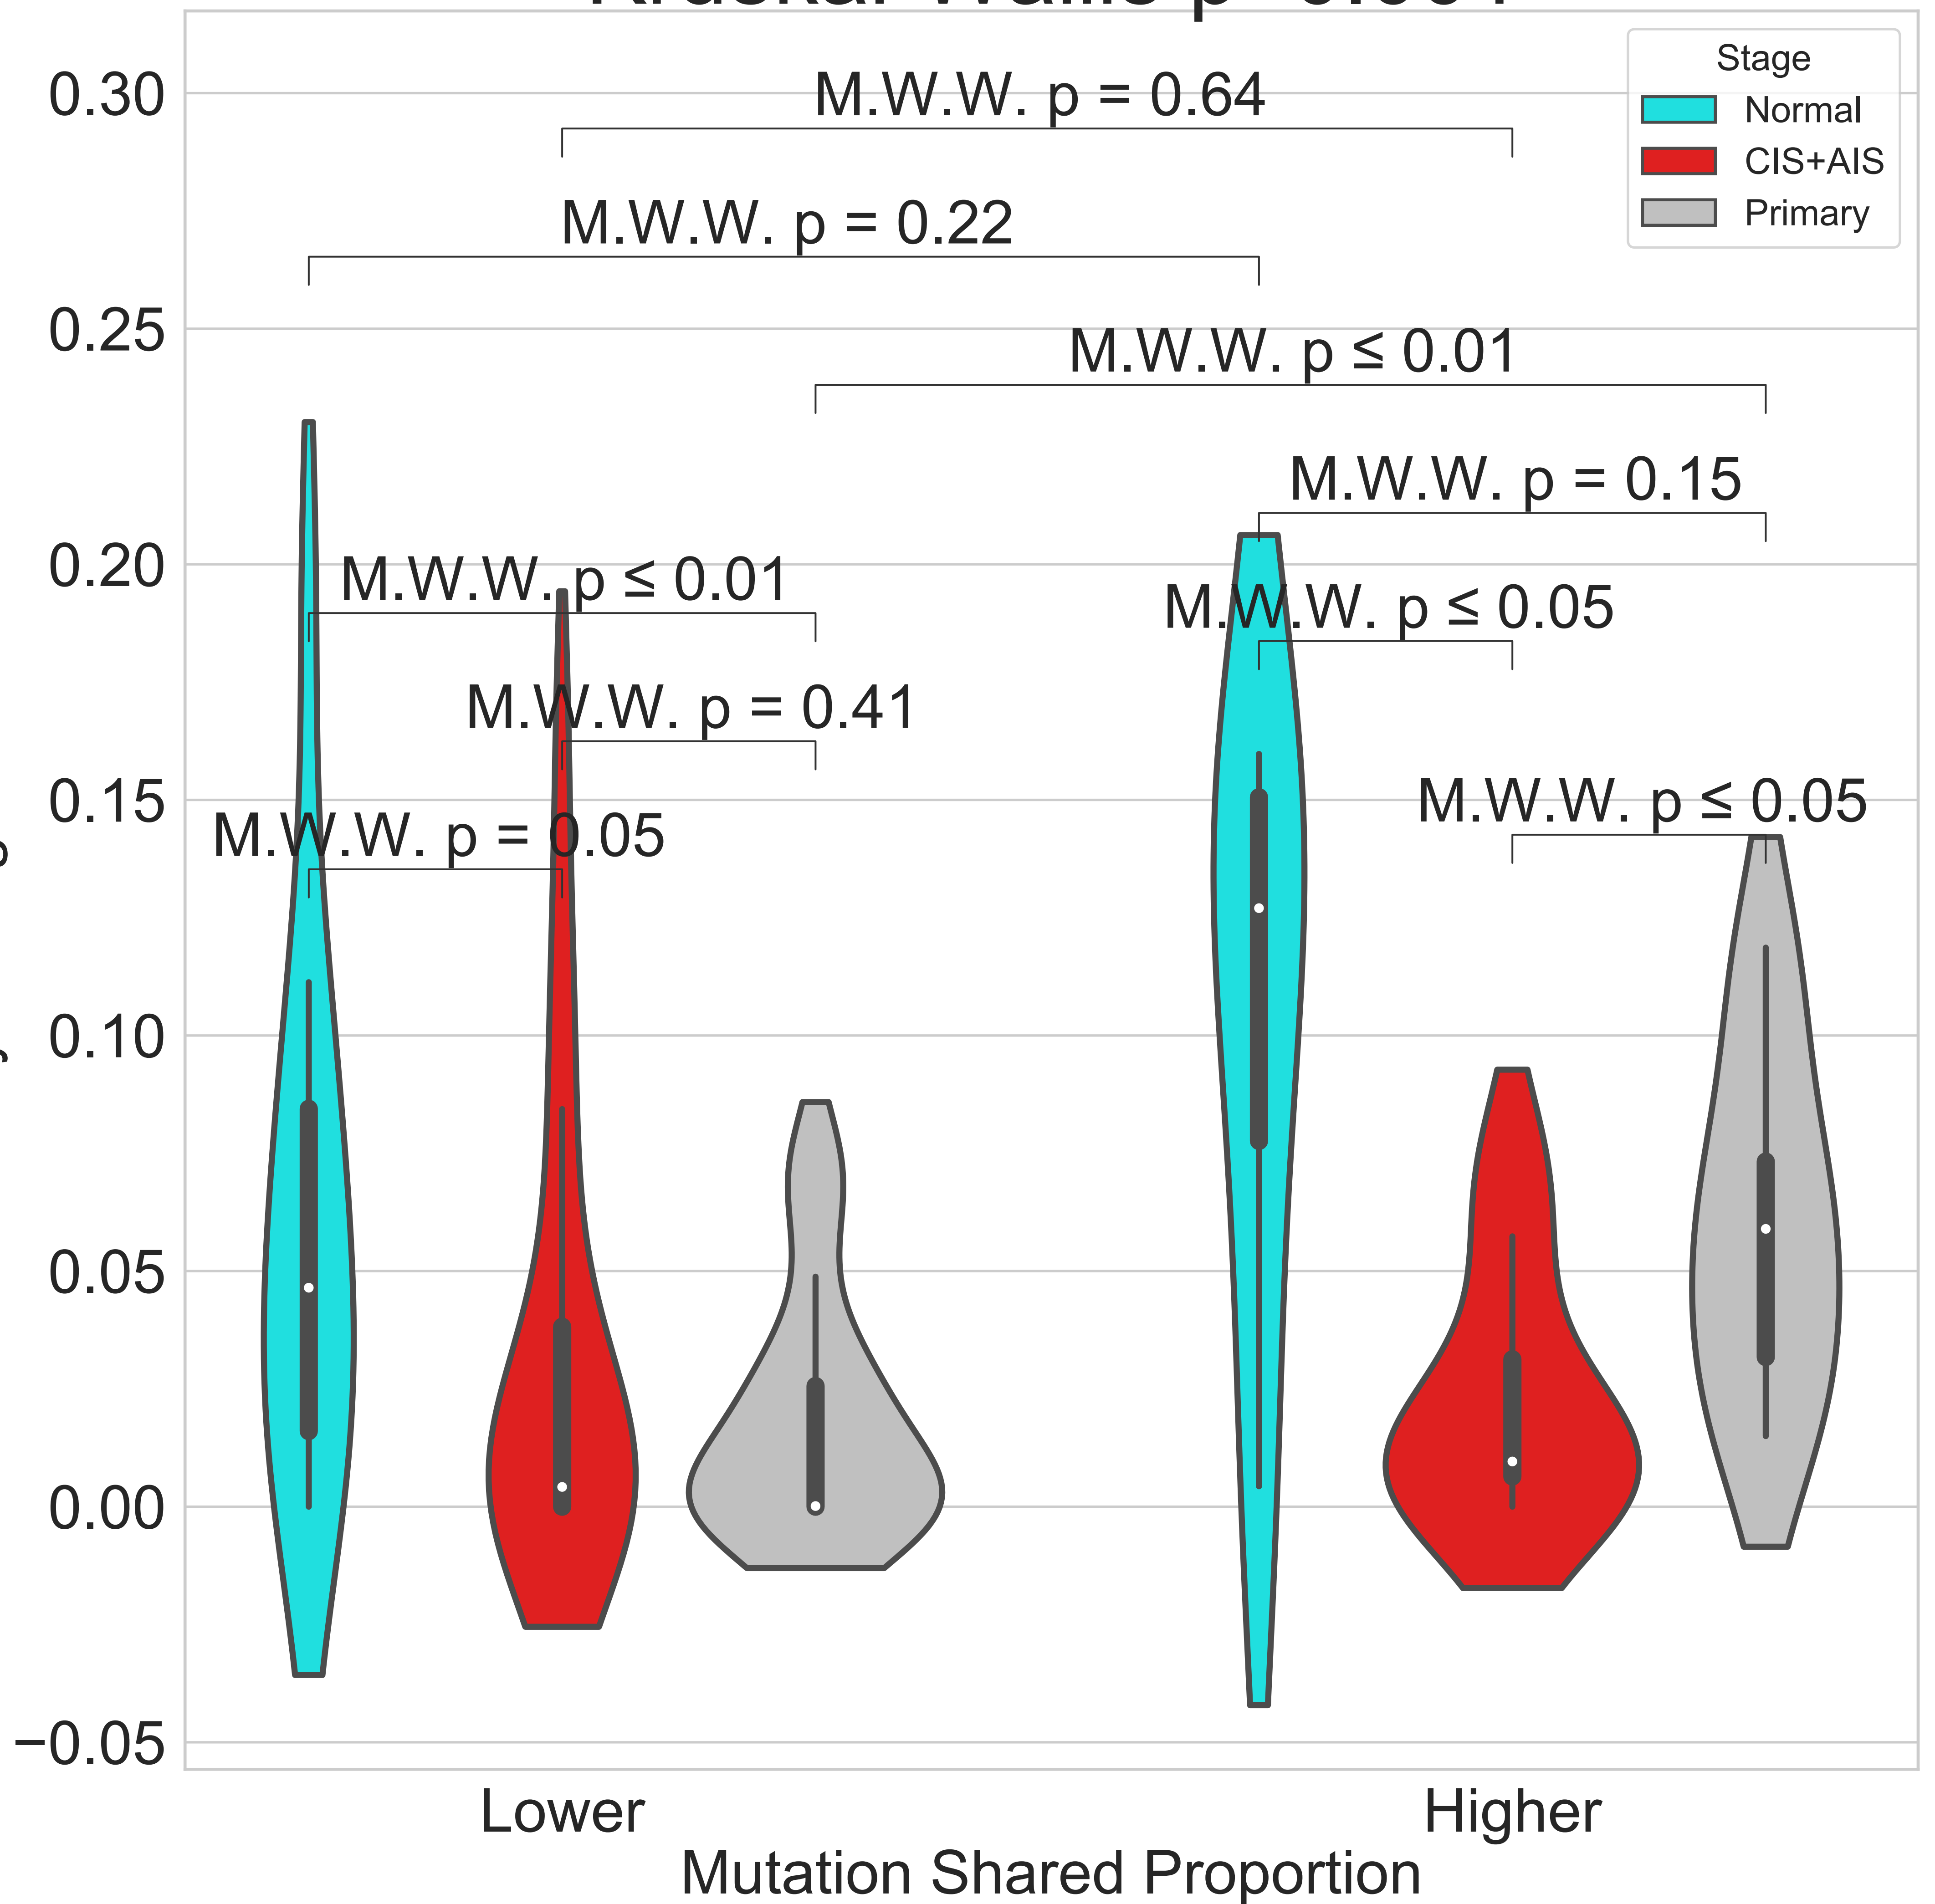 Stage
Normal
CIS+AIS
Primary
0.30
0.25
0.20
0.15
0.10
0.05
0.00
−0.05
M.W.W. p = 0.64
M.W.W. p = 0.22
M.W.W. p ≤ 0.01
M.W.W. p = 0.15
M.W.W. p ≤ 0.01
M.W.W. p ≤ 0.05
M.W.W. p = 0.41
M.W.W. p ≤ 0.05
M.W.W. p = 0.05
Lower
Higher
Mutation Shared Proportion